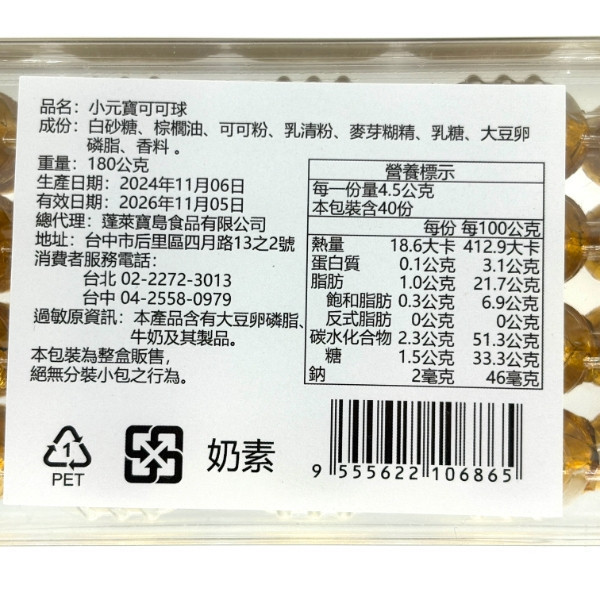 品名：小元寶可可球
成份：白砂糖、棕櫚油、可可粉、乳清粉、麥芽糊精、乳糖、大豆卵
磷脂、香料 。
重量：180公克
生產日期：2024年11月06日
有效日期：2026年11月05日
總代理：蓬萊寶島食品有限公司
地址：台中市后里區四月路13之2號
消費者服務電話：
台北 02-2272-3013
台中 04-2558-0979
過敏原資訊：本產品含有大豆卵磷脂、
牛奶及其製品。
本包裝為整盒販售，
絕無分裝小包之行為。
營養標示
每一份量4.5公克
本包裝含40份
每份 每100公克
熱量 18.6大卡 412.9大卡
蛋白質 0.1公克 3.1公克
脂肪 1.0公克 21.7公克
飽和脂肪 0.3公克 6.9公克
反式脂肪 0公克 0公克
碳水化合物 2.3公克 51.3公克
糖 1.5公克 33.3公克
鈉 2毫克 46毫克
1
PET
奶素
9 555622 106865